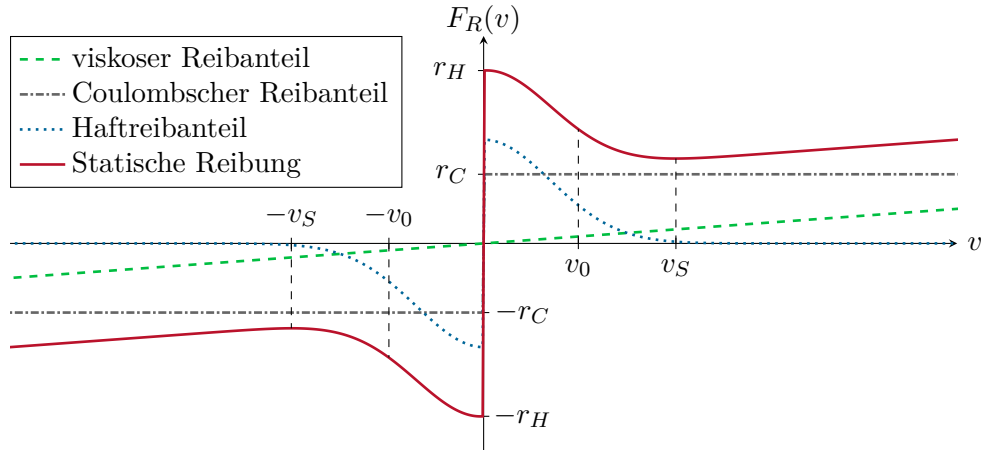 F_R(v)
viskoser Reibanteil
Coulombscher Reibanteil
Haftreibanteil
Statische Reibung
r_H
r_C
−v_S
−v_0
v_0
v_S
v
−r_C
−r_H